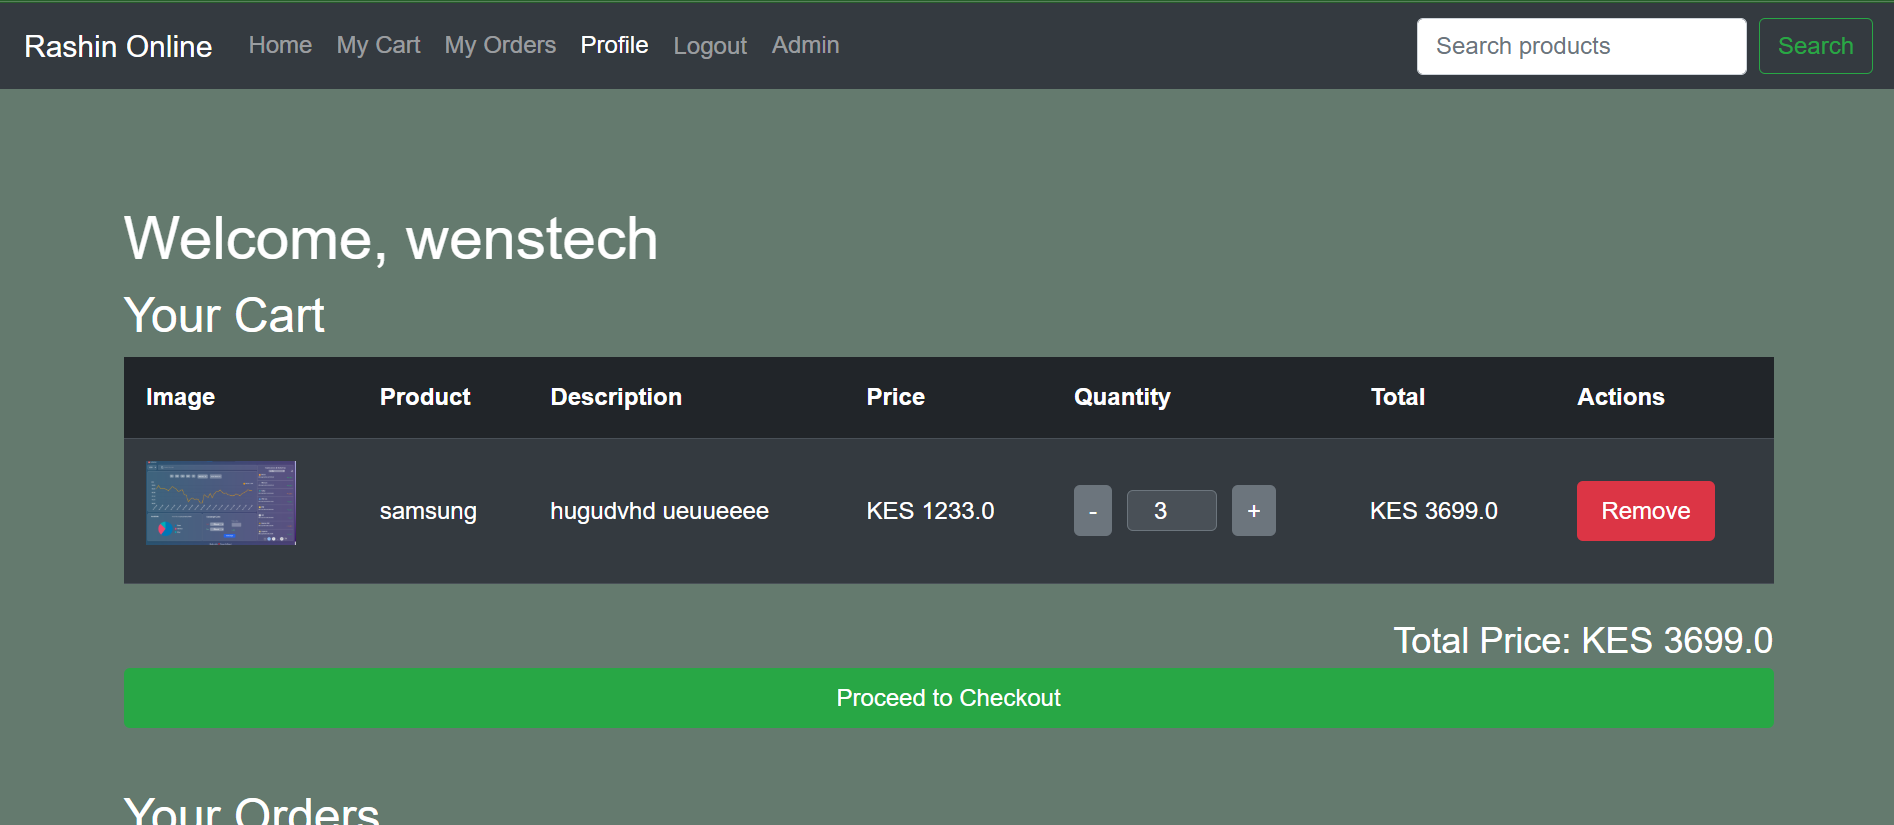 Rashin Online Home My Cart My Orders Profile Logout Admin Search products Search
Welcome, wenstech
Your Cart
Image Product Description Price Quantity Total Actions
samsung hugudvhd ueuueeee KES 1233.0 - 3 + KES 3699.0 Remove
Total Price: KES 3699.0
Proceed to Checkout
Your Orders